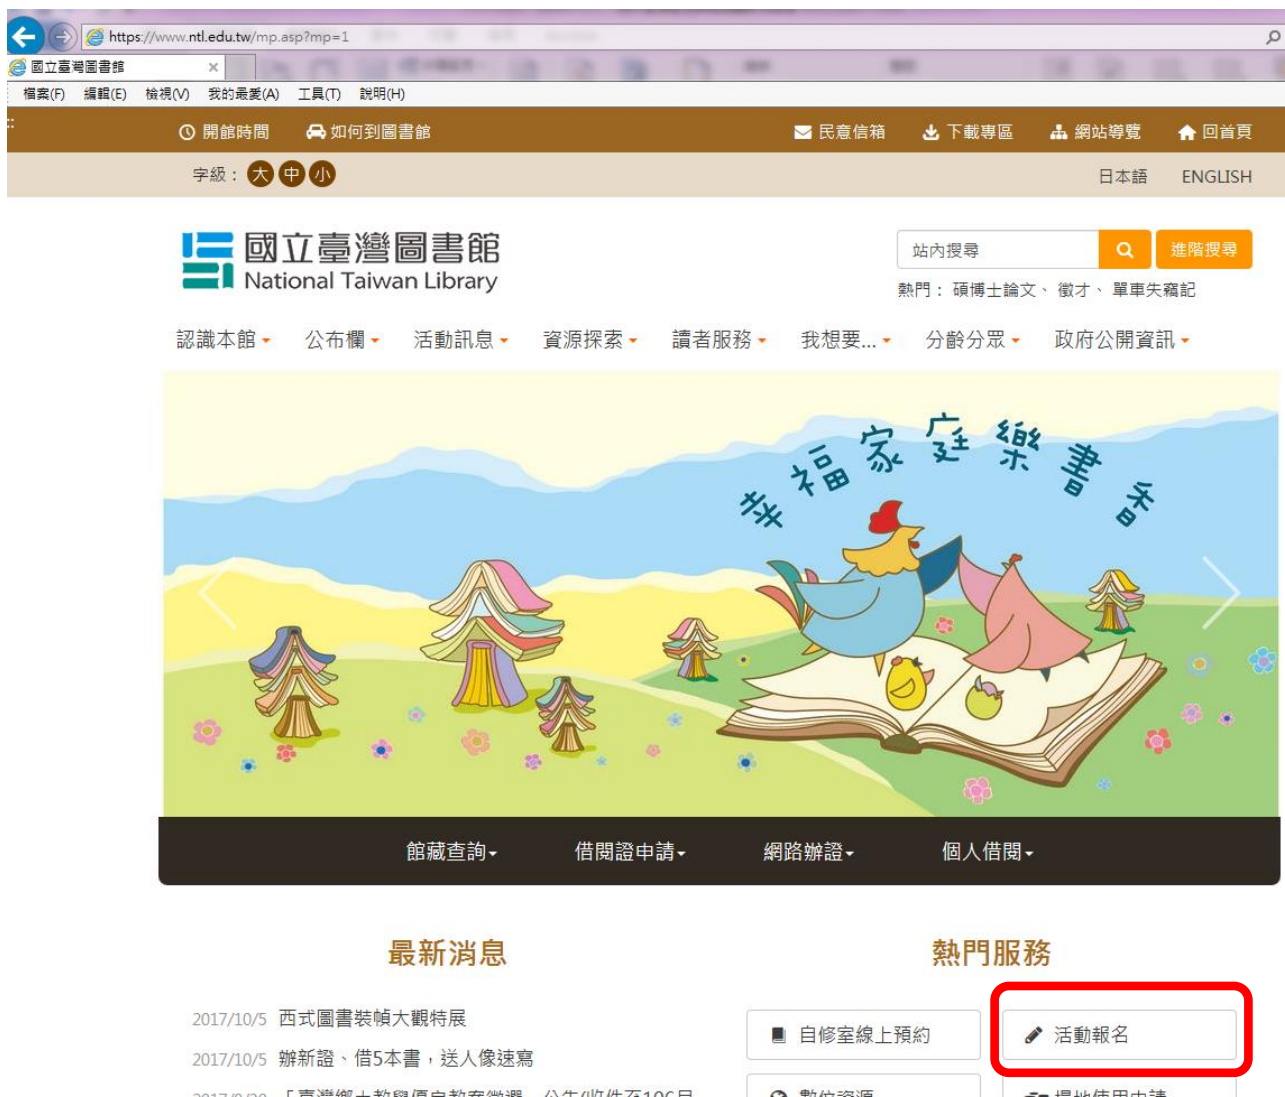 https://www.ntl.edu.tw/mp.asp?mp=1
國立臺灣圖書館
檔案(F) 編輯(E) 檢視(V) 我的最愛(A) 工具(T) 說明(H)
開館時間 如何到圖書館 民意信箱 下載專區 網站導覽 回首頁
字級： 大 中 小 日本語 ENGLISH
國立臺灣圖書館
National Taiwan Library
站內搜尋 進階搜尋
熱門： 碩博士論文、 徵才、 單車失竊記
認識本館 公布欄 活動訊息 資源探索 讀者服務 我想要... 分齡分眾 政府公開資訊
幸福家庭樂書香
館藏查詢 借閱證申請 網路辦證 個人借閱
最新消息 熱門服務
2017/10/5 西式圖書裝幀大觀特展
自修室線上預約 活動報名
2017/10/5 辦新證、借5本書，送人像速寫
數位資源 場地使用申請